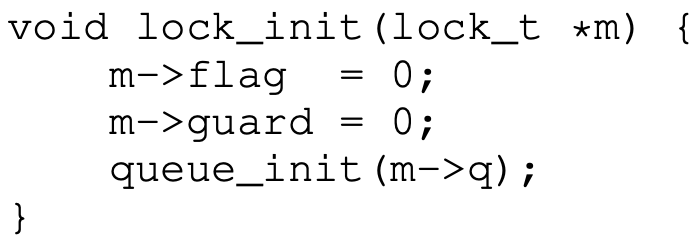 void lock_init(lock_t *m) {
    m->flag  = 0;
    m->guard = 0;
    queue_init(m->q);
}